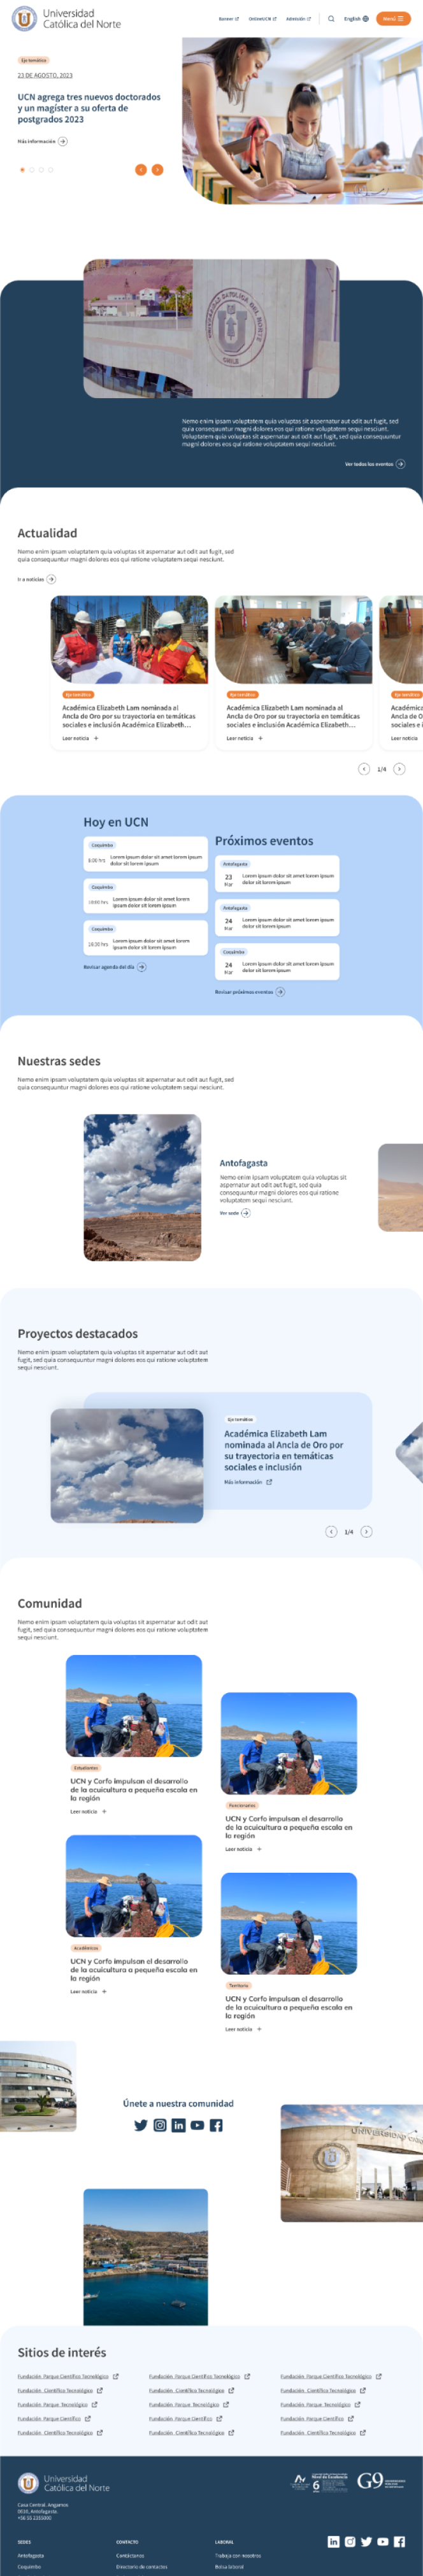 Universidad
Católica del Norte
Banner
OnlineUCN
Admisión
English
Menú
Eje temático
23 DE AGOSTO, 2023
UCN agrega tres nuevos doctorados
y un magíster a su oferta de
postgrados 2023
Más información
Nemo enim ipsam voluptatem quia voluptas sit aspernatur aut odit aut fugit, sed
quia consequuntur magni dolores eos qui ratione voluptatem sequi nesciunt.
Voluptatem quia voluptas sit aspernatur aut odit aut fugit, sed quia consequuntur
magni dolores eos qui ratione voluptatem sequi nesciunt.
Ver todos los eventos
Actualidad
Nemo enim ipsam voluptatem quia voluptas sit aspernatur aut odit aut fugit, sed
quia consequuntur magni dolores eos qui ratione voluptatem sequi nesciunt.
Ir a noticias
Eje temático
Académica Elizabeth Lam nominada al
Ancla de Oro por su trayectoria en temáticas
sociales e inclusión Académica Elizabeth...
Leer noticia +
Eje temático
Académica Elizabeth Lam nominada al
Ancla de Oro por su trayectoria en temáticas
sociales e inclusión Académica Elizabeth...
Leer noticia +
Eje temático
Académica
Ancla de O
sociales e i
Leer noticia
1/4
Hoy en UCN
Coquimbo
8:00 hrs
Lorem ipsum dolor sit amet lorem ipsum
dolor sit lorem ipsum
Coquimbo
Lorem ipsum dolor sit amet lorem
ipsum dolor sit lorem ipsum
Coquimbo
18:30 hrs
Lorem ipsum dolor sit amet lorem
ipsum dolor sit lorem ipsum
Revisar agenda del día
Próximos eventos
Antofagasta
23
Mar
Lorem ipsum dolor sit amet lorem ipsum
dolor sit lorem ipsum
Antofagasta
24
Mar
Lorem ipsum dolor sit amet lorem ipsum
dolor sit lorem ipsum
Coquimbo
24
Mar
Lorem ipsum dolor sit amet lorem ipsum
dolor sit lorem ipsum
Revisar próximos eventos
Nuestras sedes
Nemo enim ipsam voluptatem quia voluptas sit aspernatur aut odit aut fugit, sed
quia consequuntur magni dolores eos qui ratione voluptatem sequi nesciunt.
Antofagasta
Nemo enim ipsam voluptatem quia voluptas sit
aspernatur aut odit aut fugit, sed quia
consequuntur magni dolores eos qui ratione
voluptatem sequi nesciunt.
Ver sede
Proyectos destacados
Nemo enim ipsam voluptatem quia voluptas sit aspernatur aut odit aut
fugit, sed quia consequuntur magni dolores eos qui ratione voluptatem
sequi nesciunt.
Eje temático
Académica Elizabeth Lam
nominada al Ancla de Oro por
su trayectoria en temáticas
sociales e inclusión
Más información
1/4
Comunidad
Nemo enim ipsam voluptatem quia voluptas sit aspernatur aut odit aut
fugit, sed quia consequuntur magni dolores eos qui ratione voluptatem
sequi nesciunt.
Estudiantes
UCN y Corfo impulsan el desarrollo
de la acuicultura a pequeña escala en
la región
Leer noticia +
Funcionarios
UCN y Corfo impulsan el desarrollo
de la acuicultura a pequeña escala en
la región
Leer noticia +
Académicos
UCN y Corfo impulsan el desarrollo
de la acuicultura a pequeña escala en
la región
Leer noticia +
Territorio
UCN y Corfo impulsan el desarrollo
de la acuicultura a pequeña escala en
la región
Leer noticia +
Únete a nuestra comunidad
Sitios de interés
Fundación Parque Científico Tecnológico
Fundación Parque Científico Tecnológico
Fundación Parque Científico Tecnológico
Fundación Científico Tecnológico
Fundación Científico Tecnológico
Fundación Científico Tecnológico
Fundación Parque Tecnológico
Fundación Parque Tecnológico
Fundación Parque Tecnológico
Fundación Parque Científico
Fundación Parque Científico
Fundación Parque Científico
Fundación Científico Tecnológico
Fundación Científico Tecnológico
Fundación Científico Tecnológico
Universidad
Católica del Norte
6
G9
Casa Central, Angamos
0610, Antofagasta.
SEDES
CONTACTO
LABORAL
Antofagasta
Contáctanos
Trabaja con nosotros
Coquimbo
Directorio de contactos
Bolsa laboral